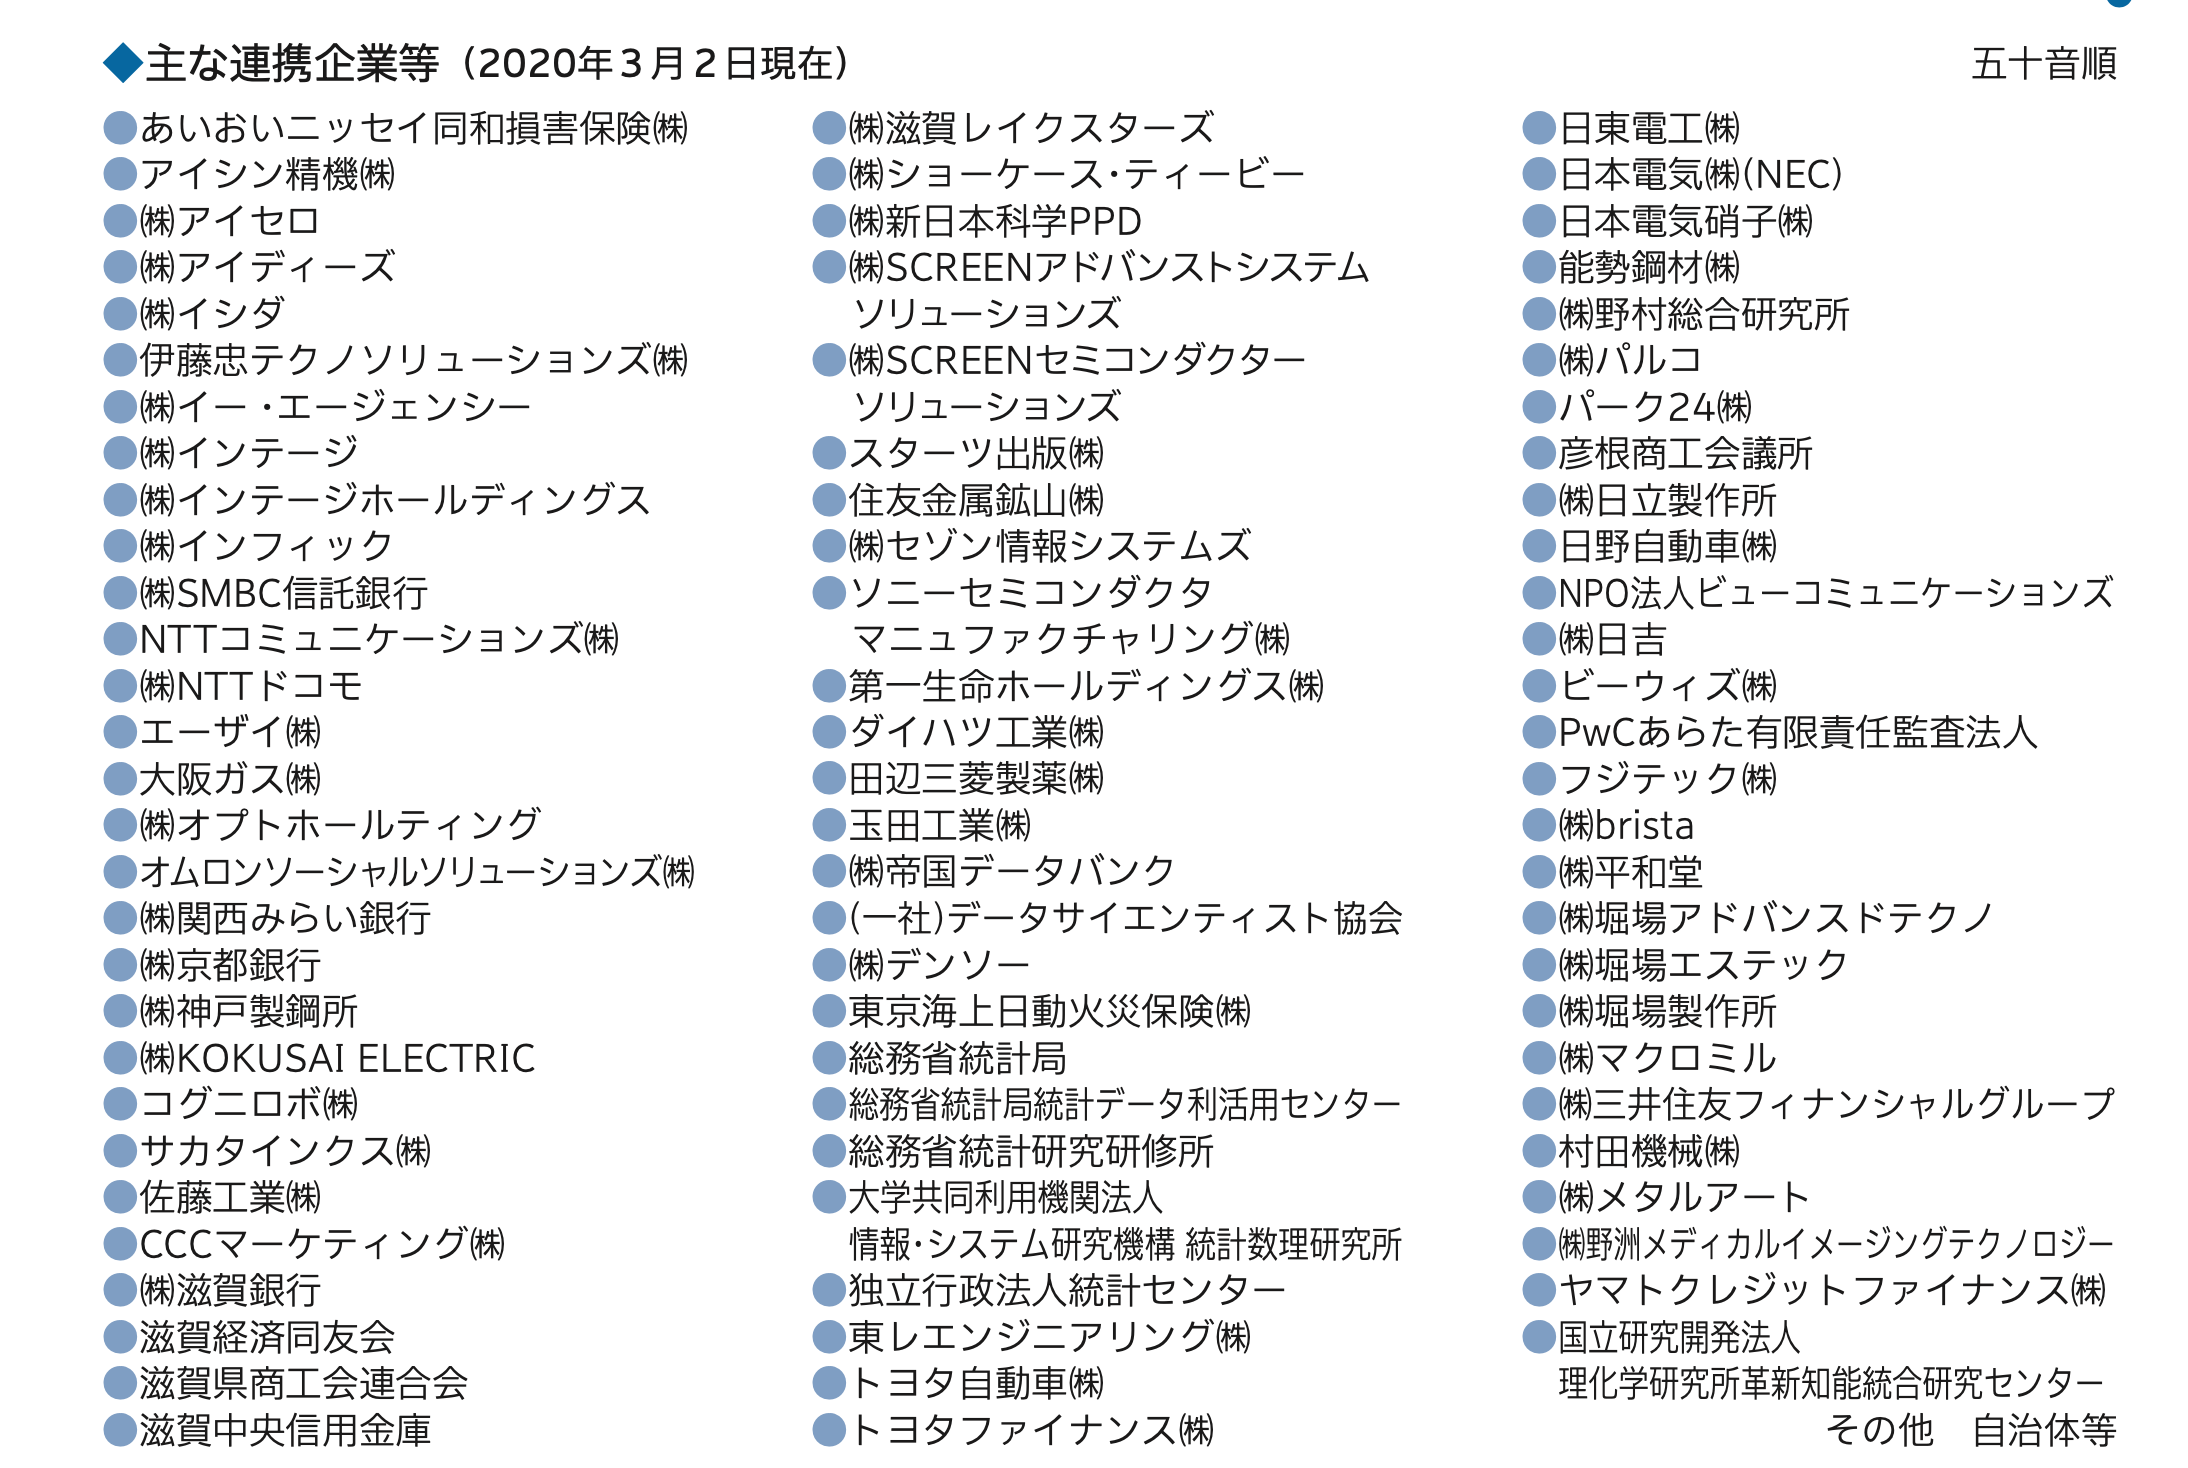 ◆主な連携企業等（2020年３月２日現在）
五十音順
●あいおいニッセイ同和損害保険㈱
●アイシン精機㈱
●㈱アイセロ
●㈱アイディーズ
●㈱イシダ
●伊藤忠テクノソリューションズ㈱
●㈱イー・エージェンシー
●㈱インテージ
●㈱インテージホールディングス
●㈱インフィック
●㈱SMBC信託銀行
●NTTコミュニケーションズ㈱
●㈱NTTドコモ
●エーザイ㈱
●大阪ガス㈱
●㈱オプトホールティング
●オムロンソーシャルソリューションズ㈱
●㈱関西みらい銀行
●㈱京都銀行
●㈱神戸製鋼所
●㈱KOKUSAI ELECTRIC
●コグニロボ㈱
●サカタインクス㈱
●佐藤工業㈱
●CCCマーケティング㈱
●㈱滋賀銀行
●滋賀経済同友会
●滋賀県商工会連合会
●滋賀中央信用金庫
●㈱滋賀レイクスターズ
●㈱ショーケース・ティービー
●㈱新日本科学PPD
●㈱SCREENアドバンストシステム
ソリューションズ
●㈱SCREENセミコンダクター
ソリューションズ
●スターツ出版㈱
●住友金属鉱山㈱
●㈱セゾン情報システムズ
●ソニーセミコンダクタ
マニュファクチャリング㈱
●第一生命ホールディングス㈱
●ダイハツ工業㈱
●田辺三菱製薬㈱
●玉田工業㈱
●㈱帝国データバンク
●(一社)データサイエンティスト協会
●㈱デンソー
●東京海上日動火災保険㈱
●総務省統計局
●総務省統計局統計データ利活用センター
●総務省統計研究研修所
●大学共同利用機関法人
情報・システム研究機構 統計数理研究所
●独立行政法人統計センター
●東レエンジニアリング㈱
●トヨタ自動車㈱
●トヨタファイナンス㈱
●日東電工㈱
●日本電気㈱(NEC)
●日本電気硝子㈱
●能勢鋼材㈱
●㈱野村総合研究所
●㈱パルコ
●パーク24㈱
●彦根商工会議所
●㈱日立製作所
●日野自動車㈱
●NPO法人ビューコミュニケーションズ
●㈱日吉
●ビーウィズ㈱
●PwCあらた有限責任監査法人
●フジテック㈱
●㈱brista
●㈱平和堂
●㈱堀場アドバンスドテクノ
●㈱堀場エステック
●㈱堀場製作所
●㈱マクロミル
●㈱三井住友フィナンシャルグループ
●村田機械㈱
●㈱メタルアート
●㈱野洲メディカルイメージングテクノロジー
●ヤマトクレジットファイナンス㈱
●国立研究開発法人
理化学研究所革新知能統合研究センター
その他　自治体等